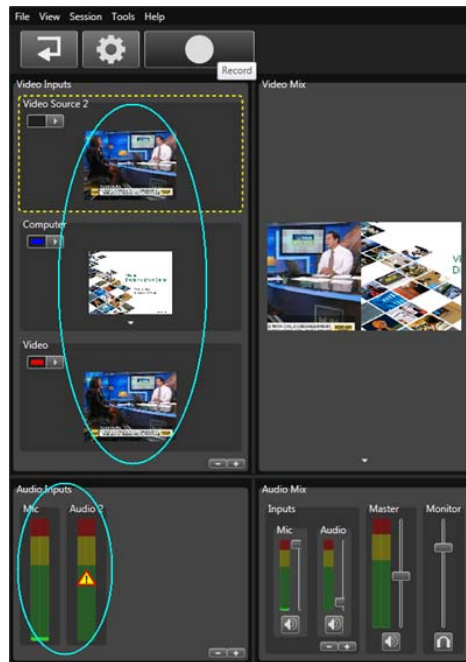 File View Session Tools Help
Record
Video Inputs
Video Source 2
Computer
Video
Video Mix
Audio Inputs
Mic Audio 2
Audio Mix
Inputs
Mic Audio
Master
Monitor